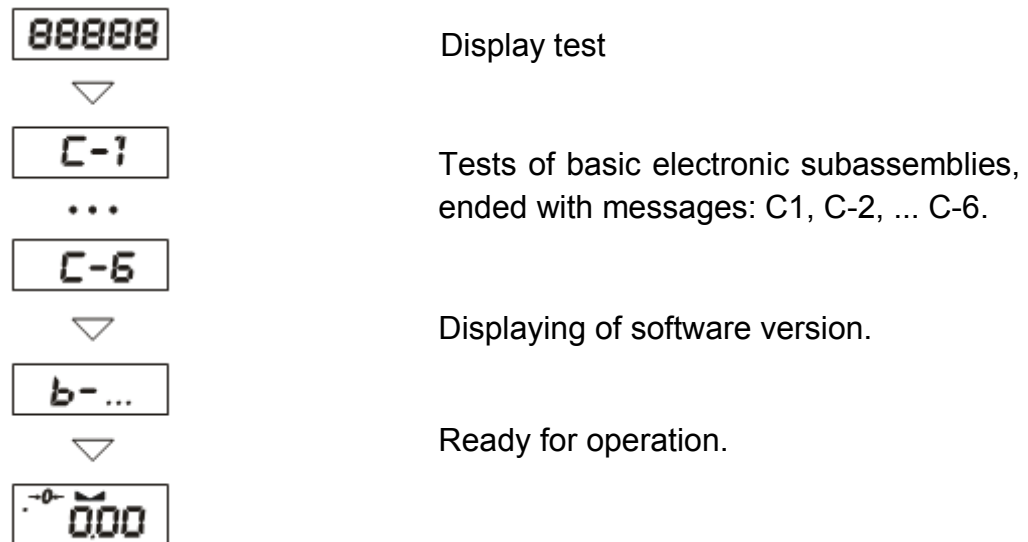 88888
Display test
C-1
Tests of basic electronic subassemblies,
...
ended with messages: C1, C-2, ... C-6.
C-6
Displaying of software version.
b-...
Ready for operation.
→0←
0.00